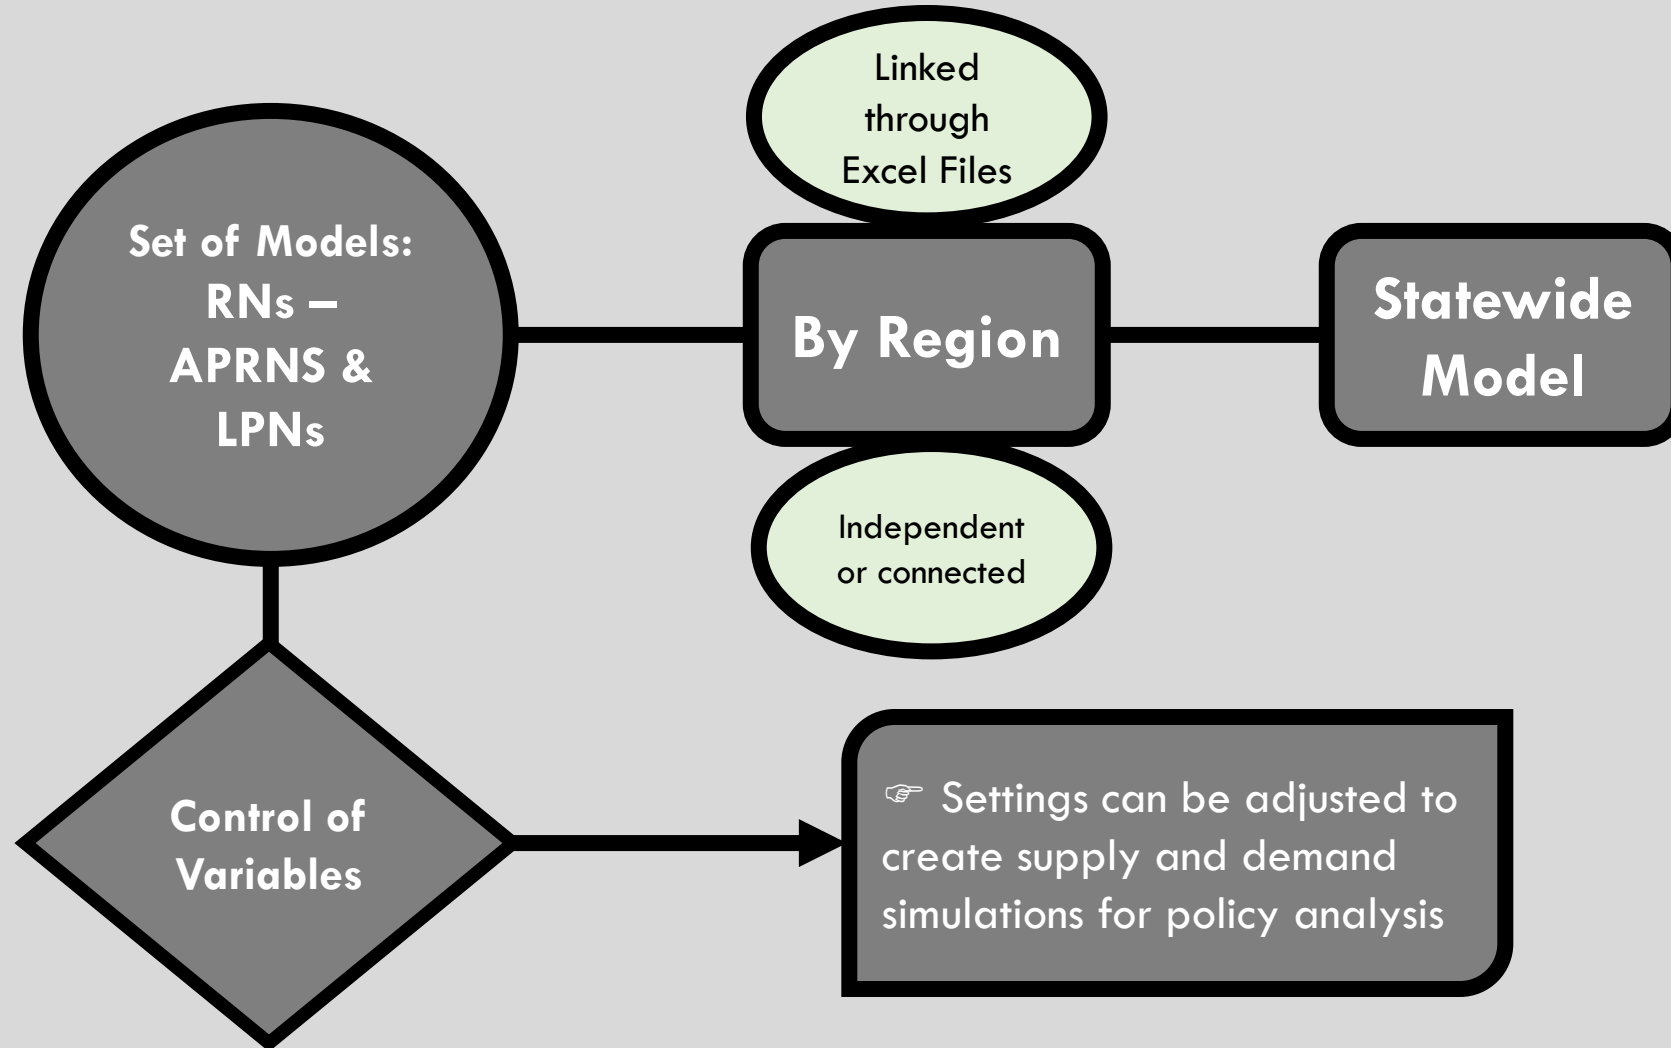 Linked
through
Excel Files
Set of Models:
RNs –
APRNS &
LPNs
By Region
Statewide
Model
Independent
or connected
Control of
Variables
☞ Settings can be adjusted to
create supply and demand
simulations for policy analysis